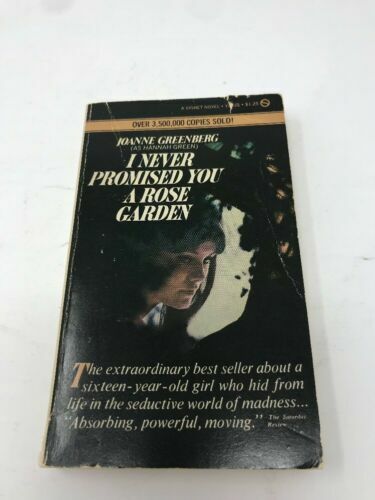 A SIGNET NOVEL • $1.25
OVER 3,500,000 COPIES SOLD!
JOANNE GREENBERG
(AS HANNAH GREEN)
I NEVER
PROMISED YOU
A ROSE
GARDEN
The extraordinary best seller about a
sixteen-year-old girl who hid from
life in the seductive world of madness...
"Absorbing, powerful, moving." The Saturday
Review